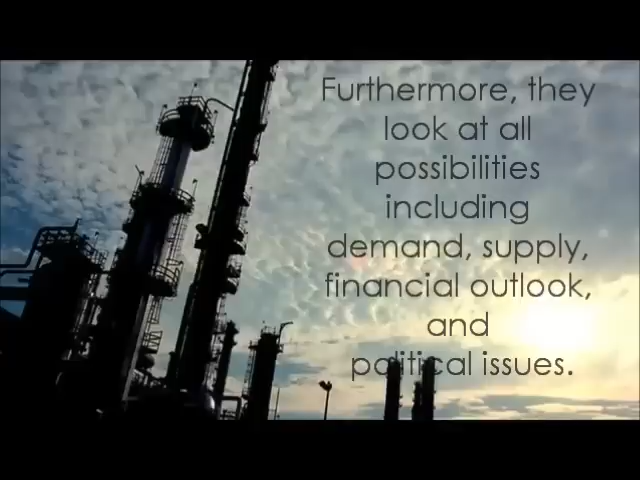 Furthermore, they
look at all
possibilities
including
demand, supply,
financial outlook,
and
political issues.